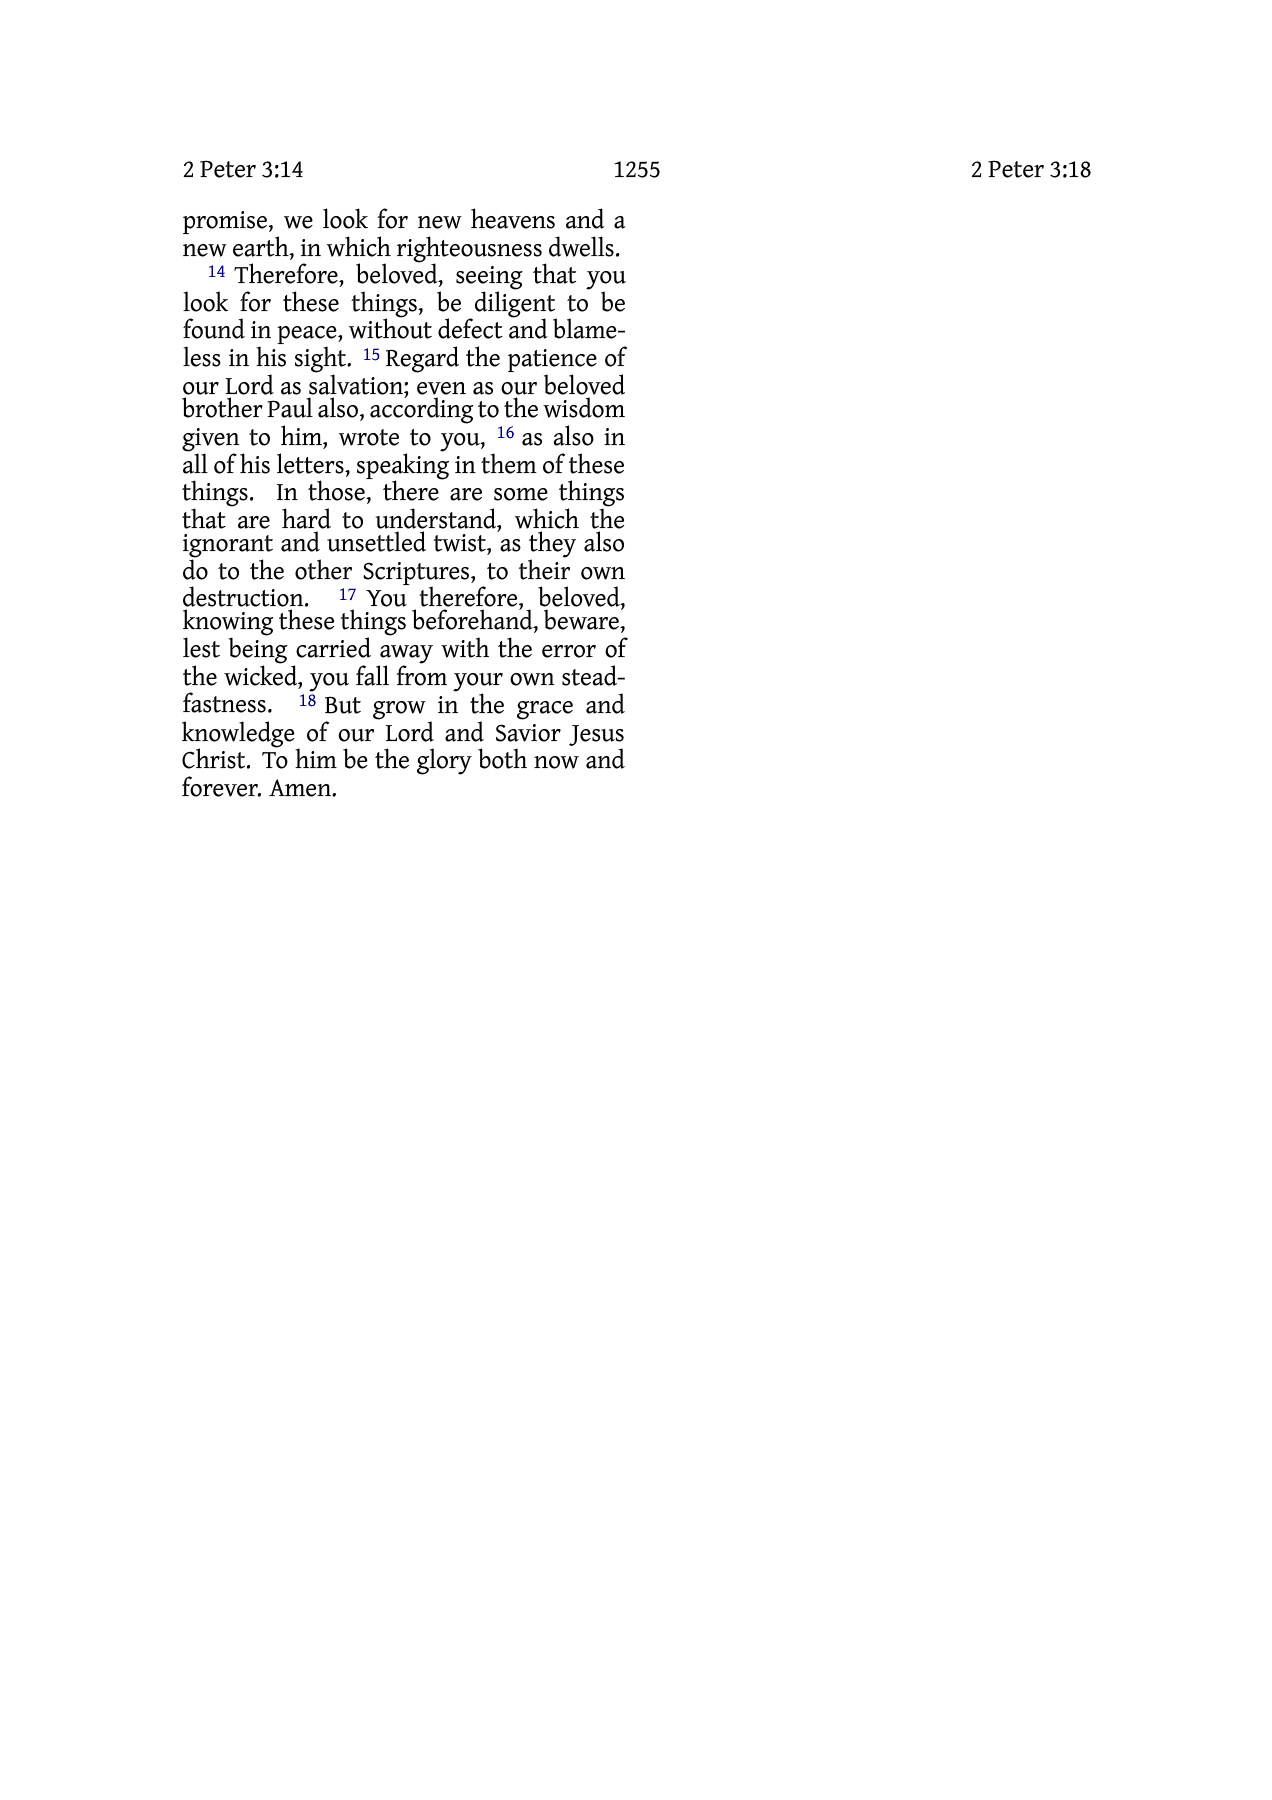 2 Peter 3:14 1255 2 Peter 3:18
promise, we look for new heavens and a
new earth, in which righteousness dwells.
14 Therefore, beloved, seeing that you
look for these things, be diligent to be
found in peace, without defect and blame-
less in his sight. 15 Regard the patience of
our Lord as salvation; even as our beloved
brother Paul also, according to the wisdom
given to him, wrote to you, 16 as also in
all of his letters, speaking in them of these
things. In those, there are some things
that are hard to understand, which the
ignorant and unsettled twist, as they also
do to the other Scriptures, to their own
destruction. 17 You therefore, beloved,
knowing these things beforehand, beware,
lest being carried away with the error of
the wicked, you fall from your own stead-
fastness. 18 But grow in the grace and
knowledge of our Lord and Savior Jesus
Christ. To him be the glory both now and
forever. Amen.